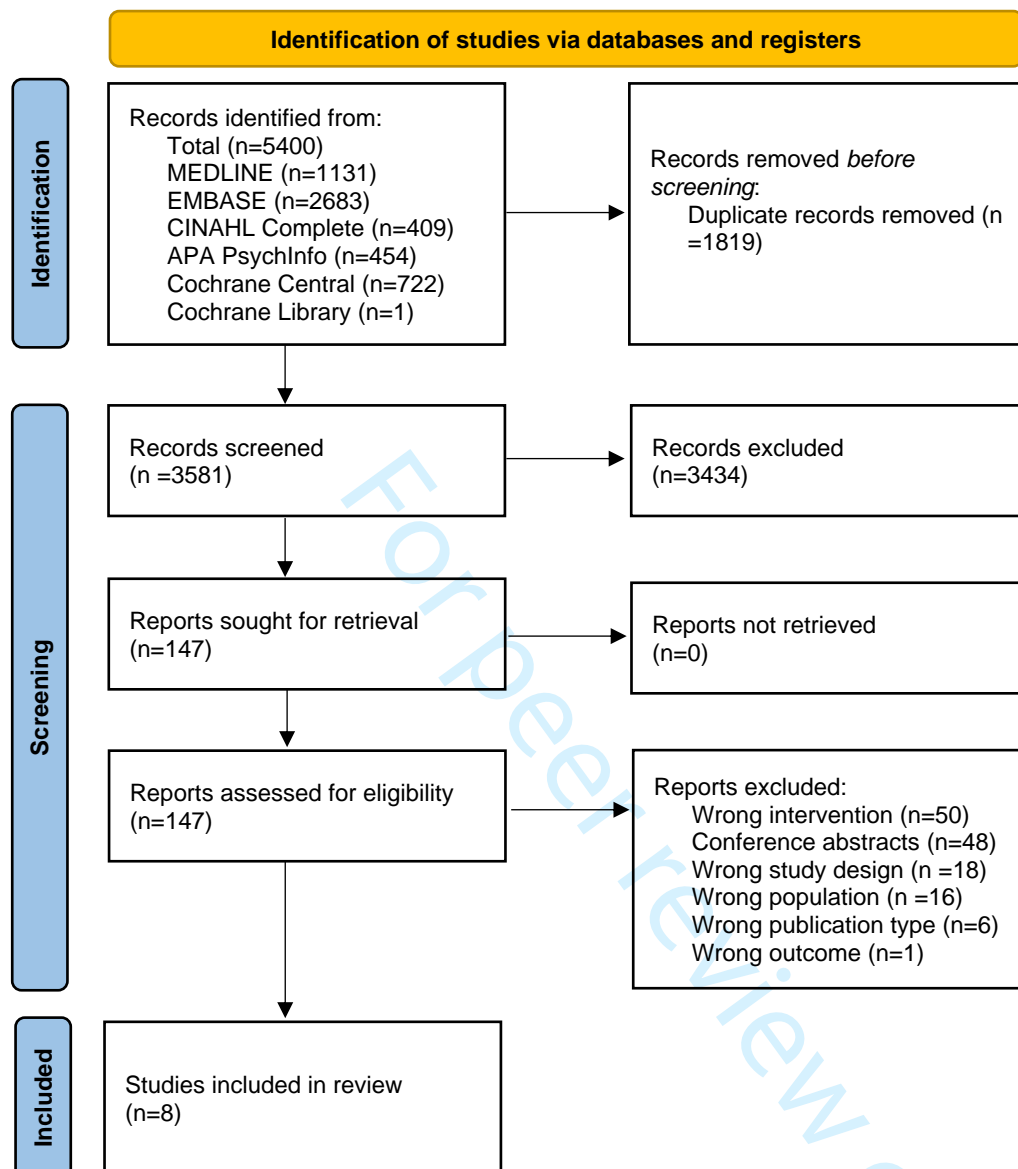 Identification of studies via databases and registers
Identification
Records identified from:
Total (n=5400)
MEDLINE (n=1131)
EMBASE (n=2683)
CINAHL Complete (n=409)
APA PsychInfo (n=454)
Cochrane Central (n=722)
Cochrane Library (n=1)
Records removed before
screening:
Duplicate records removed (n
=1819)
Screening
Records screened
(n =3581)
Records excluded
(n=3434)
Reports sought for retrieval
(n=147)
Reports not retrieved
(n=0)
Reports assessed for eligibility
(n=147)
Reports excluded:
Wrong intervention (n=50)
Conference abstracts (n=48)
Wrong study design (n =18)
Wrong population (n =16)
Wrong publication type (n=6)
Wrong outcome (n=1)
Included
Studies included in review
(n=8)
For peer review